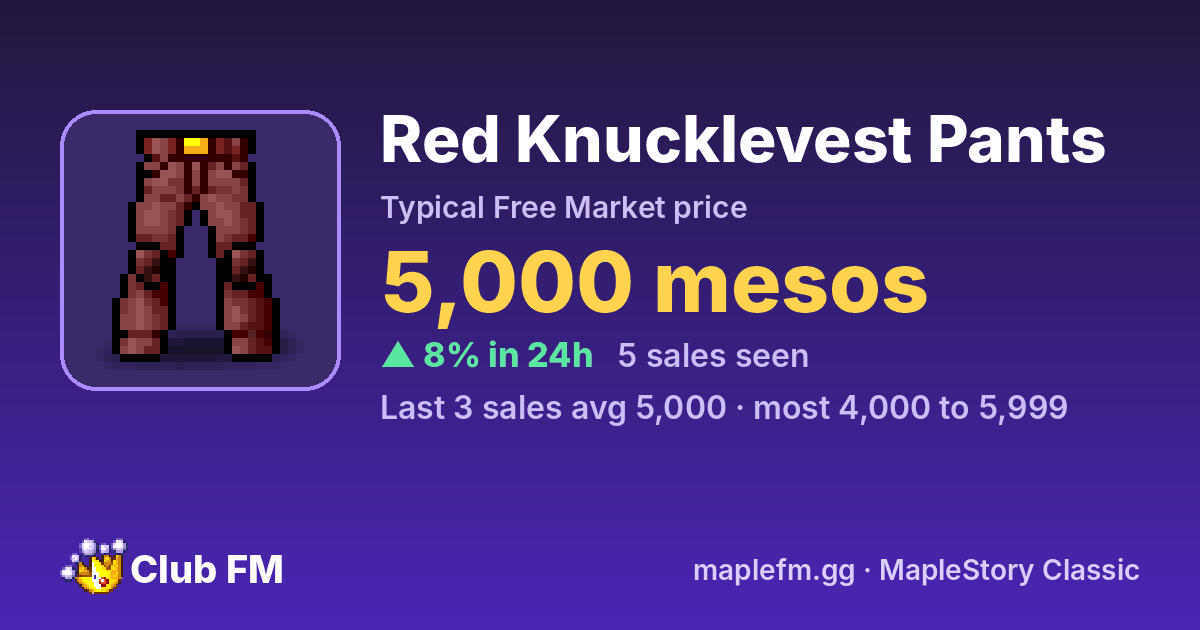 Red Knucklevest Pants
Typical Free Market price
5,000 mesos
▲ 8% in 24h 5 sales seen
Last 3 sales avg 5,000 · most 4,000 to 5,999
Club FM
maplefm.gg · MapleStory Classic